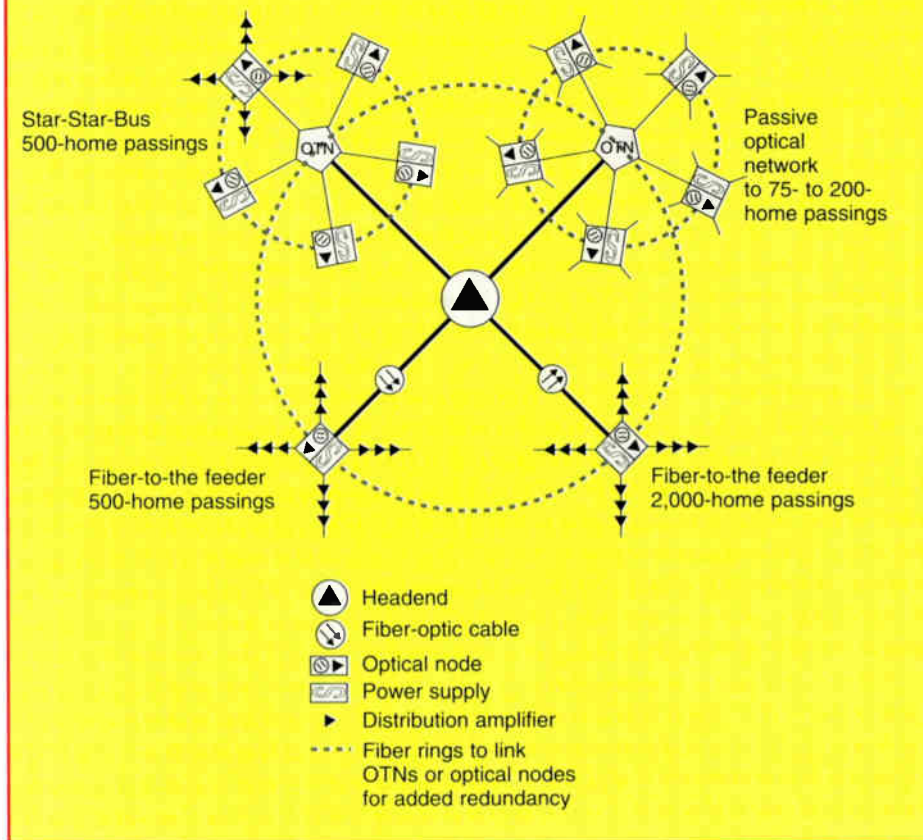 Star-Star-Bus
500-home passings
OTN
OTN
Passive
optical
network
to 75- to 200-
home passings
Fiber-to-the feeder
500-home passings
Fiber-to-the feeder
2,000-home passings
Headend
Fiber-optic cable
Optical node
Power supply
Distribution amplifier
Fiber rings to link
OTNs or optical nodes
for added redundancy